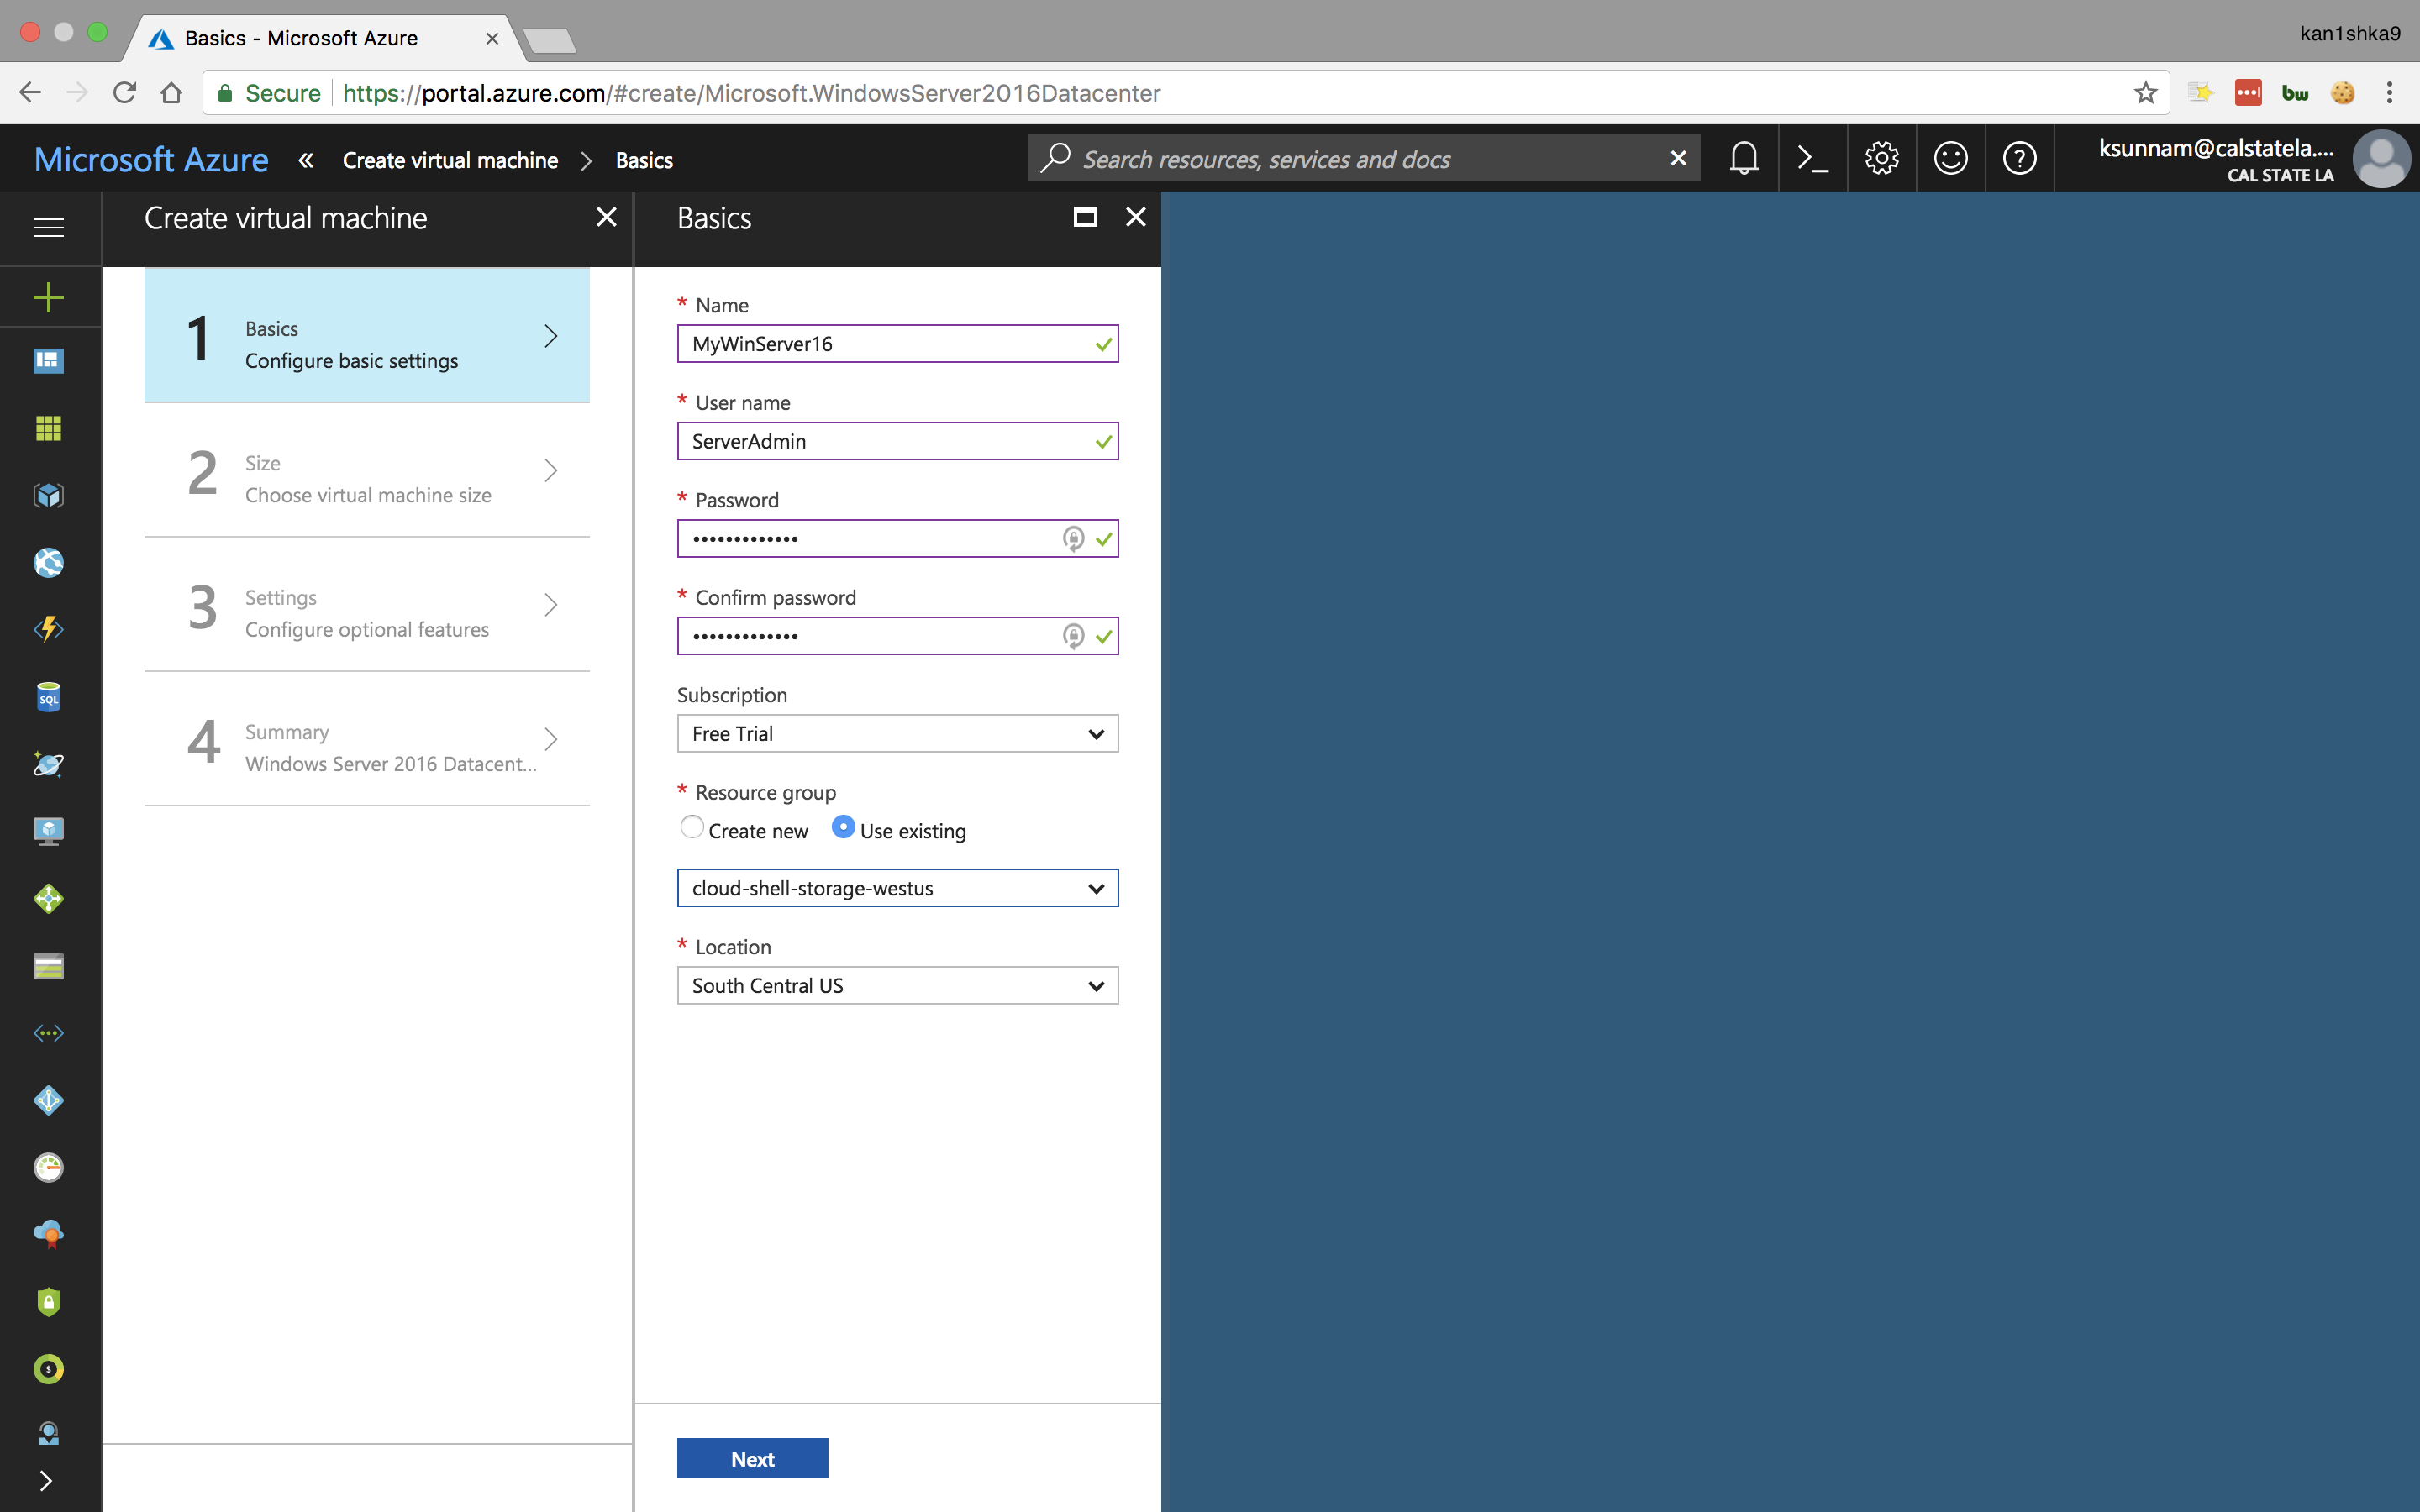 Basics - Microsoft Azure
kan1shka9
Secure https://portal.azure.com/#create/Microsoft.WindowsServer2016Datacenter
bw
Microsoft Azure « Create virtual machine > Basics
Search resources, services and docs
ksunnam@calstatela....
CAL STATE LA
Create virtual machine
1
Basics
Configure basic settings
2
Size
Choose virtual machine size
3
Settings
Configure optional features
4
Summary
Windows Server 2016 Datacent...
SQL
Basics
* Name
MyWinServer16
* User name
ServerAdmin
* Password
•••••••••••••
* Confirm password
•••••••••••••
Subscription
Free Trial
* Resource group
Create new Use existing
cloud-shell-storage-westus
* Location
South Central US
Next